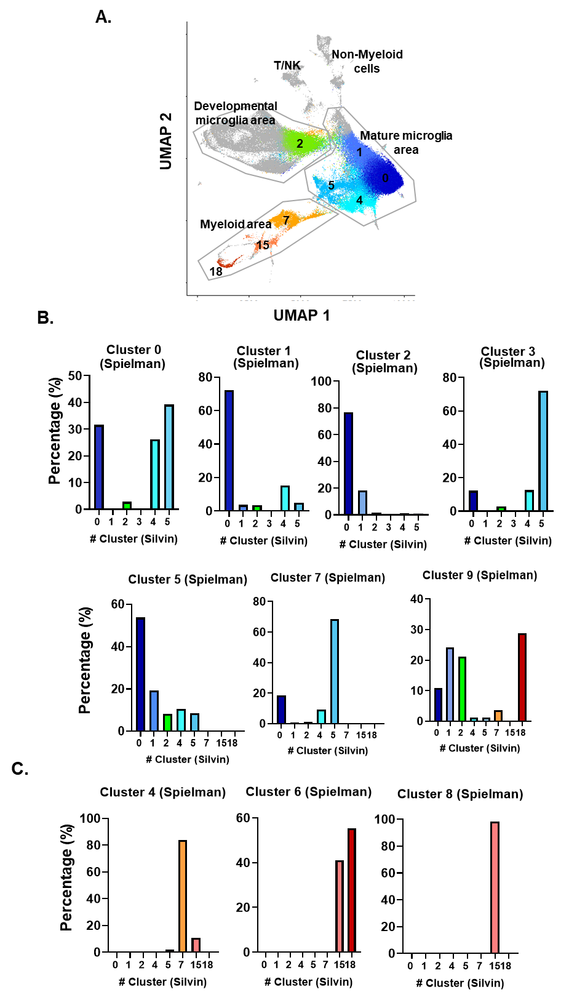 A.
Non-Myeloid
cells
T/NK
Developmental
microglia area
Mature microglia
area
2
1
0
5
4
Myeloid area
7
15
18
UMAP 2
UMAP 1
B.
Cluster 0
(Spielman)
Percentage (%)
50
40
30
20
10
0
0 1 2 3 4 5
# Cluster (Silvin)
Cluster 1
(Spielman)
80
60
40
20
0
0 1 2 3 4 5
# Cluster (Silvin)
Cluster 2
(Spielman)
100
80
60
40
20
0
0 1 2 3 4 5
# Cluster (Silvin)
Cluster 3
(Spielman)
80
60
40
20
0
0 1 2 3 4 5
# Cluster (Silvin)
Cluster 5 (Spielman)
Percentage (%)
60
40
20
0
0 1 2 4 5 7 15 18
# Cluster (Silvin)
Cluster 7 (Spielman)
80
60
40
20
0
0 1 2 4 5 7 15 18
# Cluster (Silvin)
Cluster 9 (Spielman)
40
30
20
10
0
0 1 2 4 5 7 15 18
# Cluster (Silvin)
C.
Cluster 4 (Spielman)
Percentage (%)
100
80
60
40
20
0
0 1 2 4 5 7 15 18
# Cluster (Silvin)
Cluster 6 (Spielman)
60
40
20
0
0 1 2 4 5 7 15 18
# Cluster (Silvin)
Cluster 8 (Spielman)
100
80
60
40
20
0
0 1 2 4 5 7 15 18
# Cluster (Silvin)